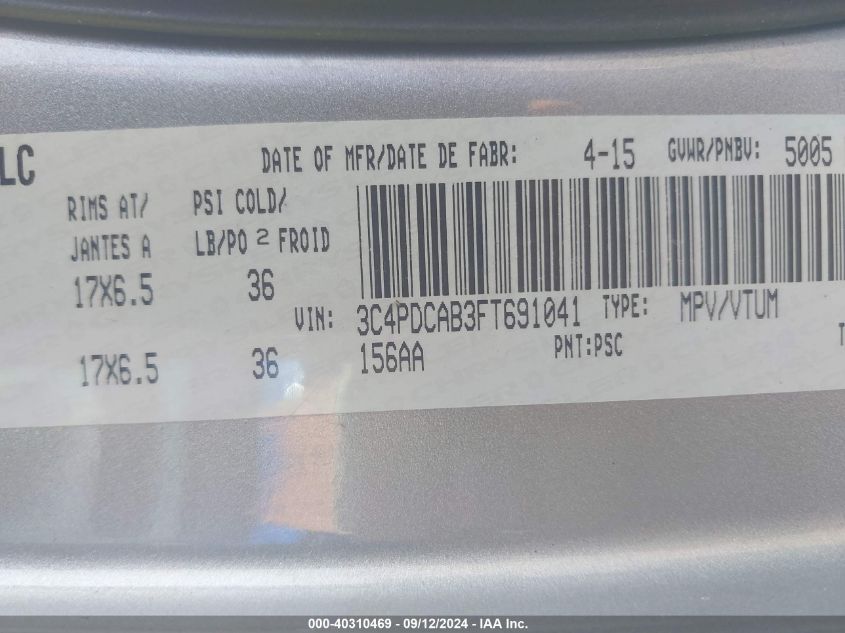 LC
DATE OF MFR/DATE DE FABR: 4-15 GVWR/PNBV: 5005
RIMS AT/ PSI COLD/
JANTES A LB/PO 2 FROID
17X6.5 36
VIN: 3C4PDCAB3FT691041 TYPE: MPV/VTUM
17X6.5 36 156AA PNT:PSC
T
000-40310469 - 09/12/2024 - IAA Inc.